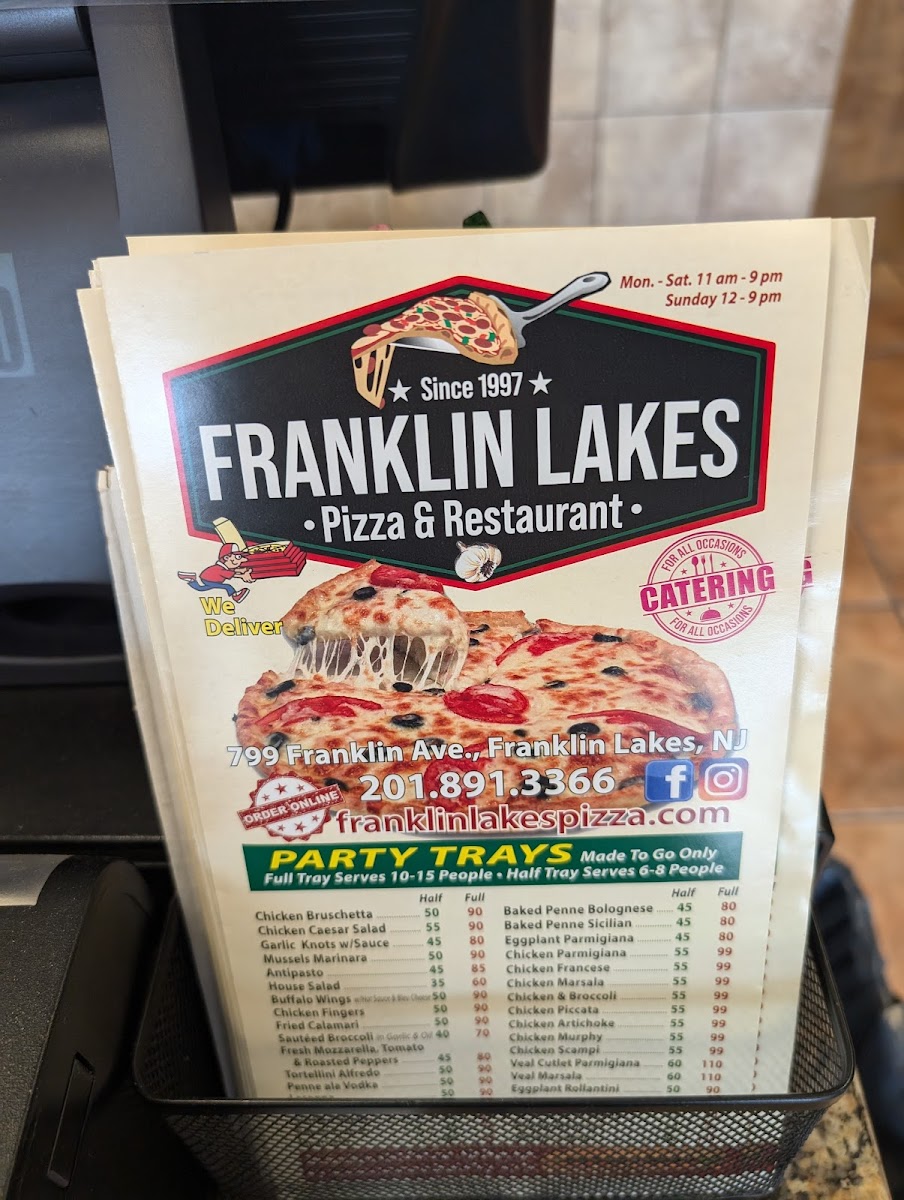 Mon. - Sat. 11 am - 9 pm
Sunday 12 - 9 pm
Since 1997
FRANKLIN LAKES
• Pizza & Restaurant •
We
Deliver
FOR ALL OCCASIONS
CATERING
FOR ALL OCCASIONS
799 Franklin Ave., Franklin Lakes, NJ
201.891.3366
ORDER ONLINE
franklinlakespizza.com
PARTY TRAYS Made To Go Only
Full Tray Serves 10-15 People • Half Tray Serves 6-8 People
Half Full
Chicken Bruschetta 50 90
Chicken Caesar Salad 55 90
Garlic Knots w/Sauce 45 80
Mussels Marinara 50 90
Antipasto 45 85
House Salad 35 60
Buffalo Wings w/Hot Sauce & Bleu Cheese 50 90
Chicken Fingers 50 90
Fried Calamari 50 90
Sautéed Broccoli in Garlic & Oil 40 70
Fresh Mozzarella, Tomato
& Roasted Peppers 45 80
Tortellini Alfredo 50 90
Penne ala Vodka 50 90
Half Full
Baked Penne Bolognese 45 80
Baked Penne Sicilian 45 80
Eggplant Parmigiana 45 80
Chicken Parmigiana 55 99
Chicken Francese 55 99
Chicken Marsala 55 99
Chicken & Broccoli 55 99
Chicken Piccata 55 99
Chicken Artichoke 55 99
Chicken Murphy 55 99
Chicken Scampi 55 99
Veal Cutlet Parmigiana 60 110
Veal Marsala 60 110
Eggplant Rollantini 50 90